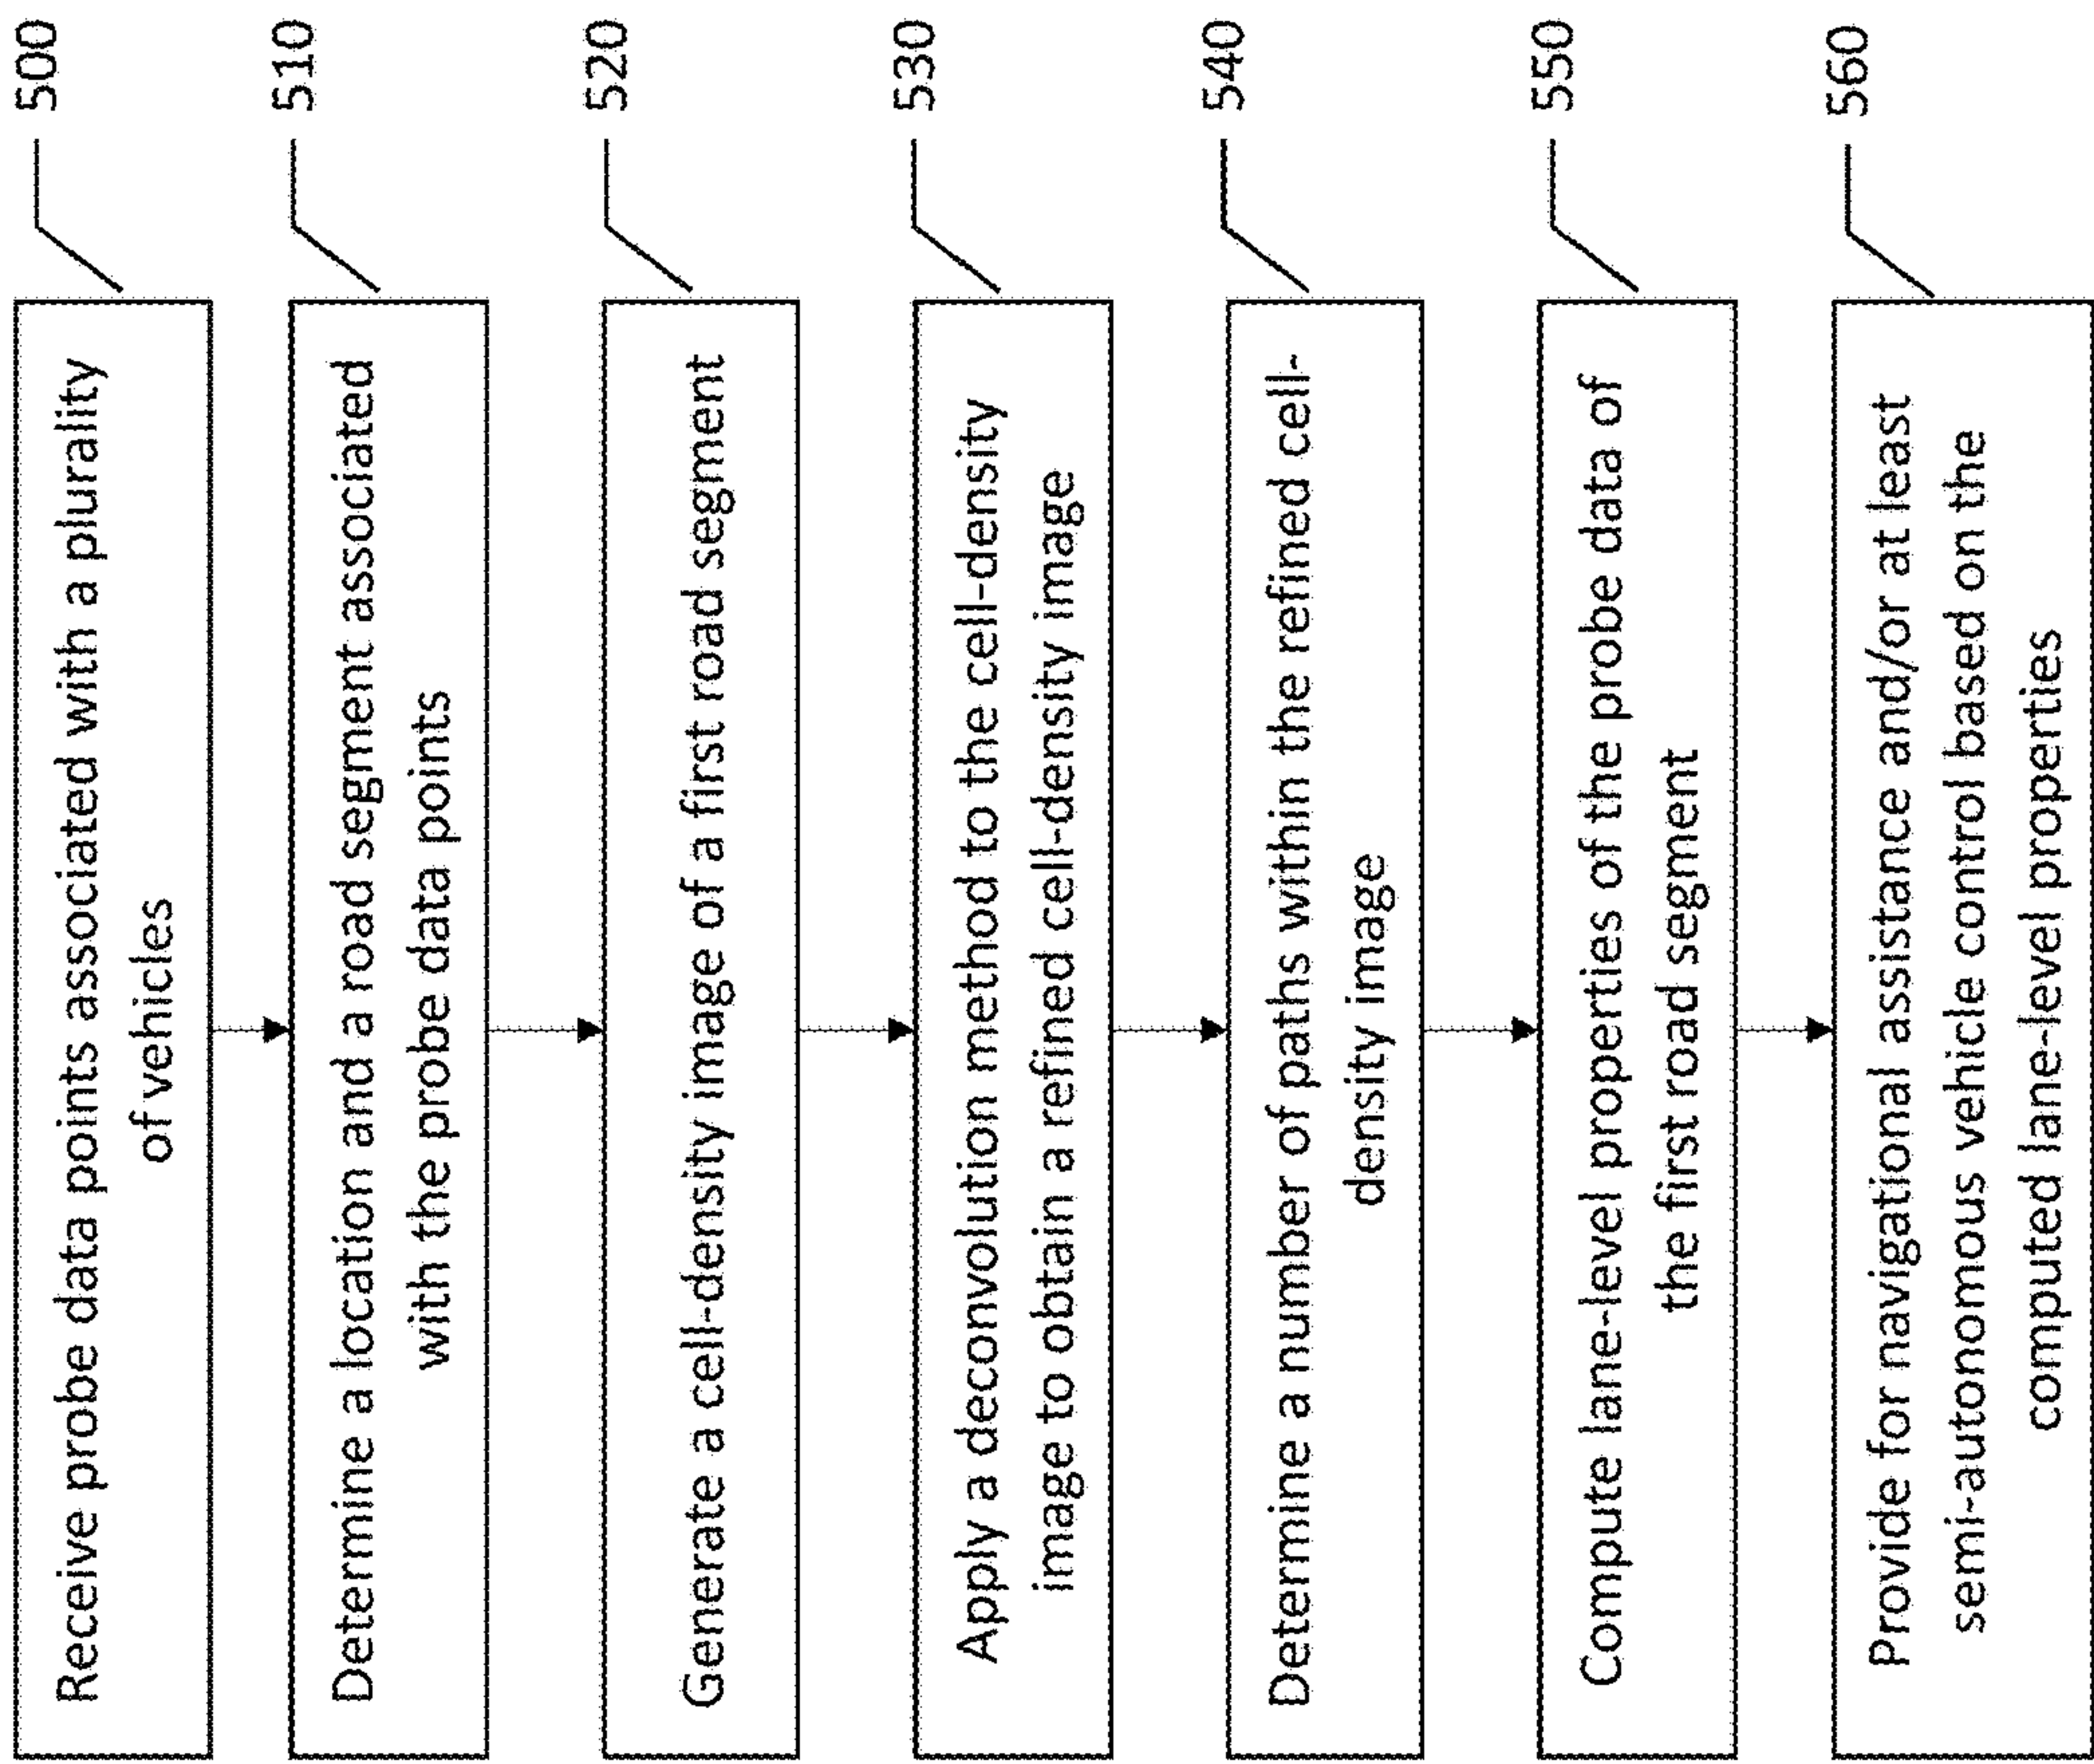 Receive probe data points associated with a plurality
of vehicles
500
Determine a location and a road segment associated
with the probe data points
510
Generate a cell-density image of a first road segment
520
Apply a deconvolution method to the cell-density
image to obtain a refined cell-density image
530
Determine a number of paths within the refined cell-
density image
540
Compute lane-level properties of the probe data of
the first road segment
550
Provide for navigational assistance and/or at least
semi-autonomous vehicle control based on the
computed lane-level properties
560